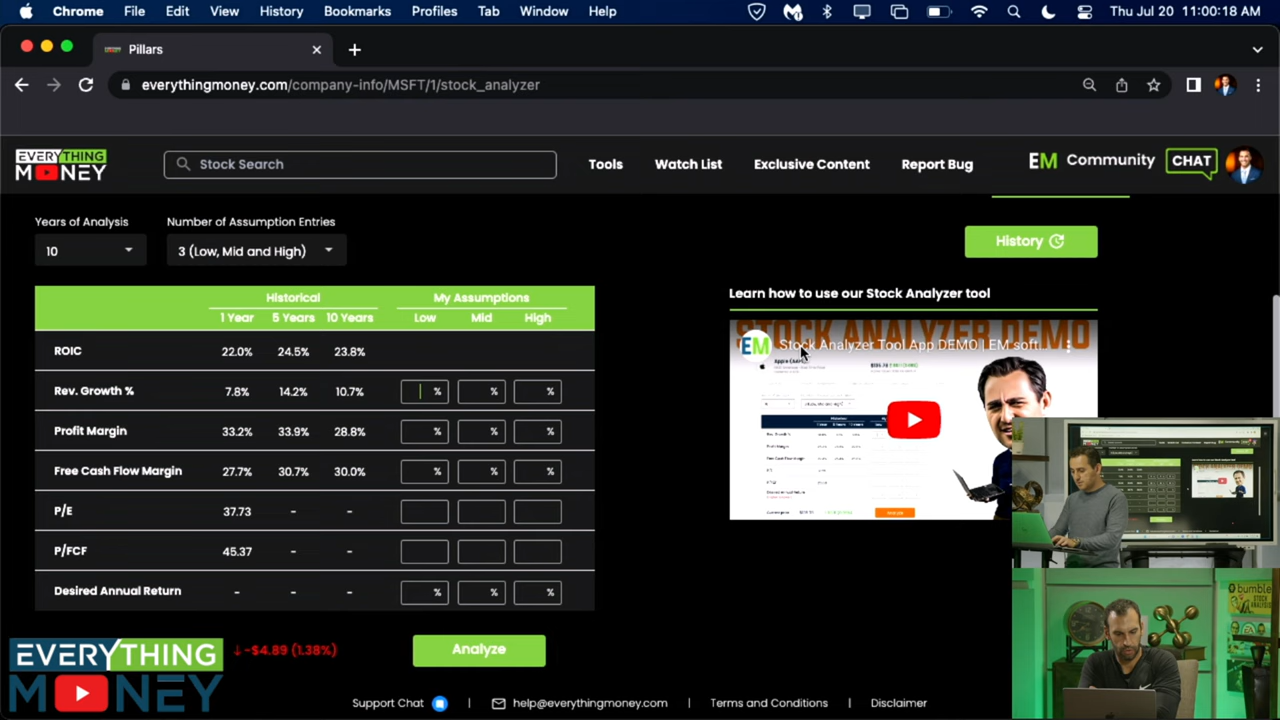 Chrome File Edit View History Bookmarks Profiles Tab Window Help Thu Jul 20 11:00:18 AM
Pillars
everythingmoney.com/company-info/MSFT/1/stock_analyzer
EVERYTHING
MONEY
Stock Search
Tools
Watch List
Exclusive Content
Report Bug
EM Community
CHAT
Years of Analysis
Number of Assumption Entries
10
3 (Low, Mid and High)
History
Historical My Assumptions
1 Year 5 Years 10 Years Low Mid High
ROIC 22.0% 24.5% 23.8%
Rev. Growth % 7.8% 14.2% 10.7% % % %
Profit Margin 33.2% 33.9% 28.8% % % %
Free Cash Flow Margin 27.7% 30.7% 30.0% % % %
P/E 37.73 - -
P/FCF 45.37 - -
Desired Annual Return - - - % % %
Learn how to use our Stock Analyzer tool
STOCK ANALYZER DEMO
EM Stock Analyzer Tool App DEMO | EM soft...
EVERYTHING
MONEY
-$4.89 (1.38%)
Analyze
bumble
STOCK
ANALYSIS
Support Chat | help@everythingmoney.com | Terms and Conditions | Disclaimer